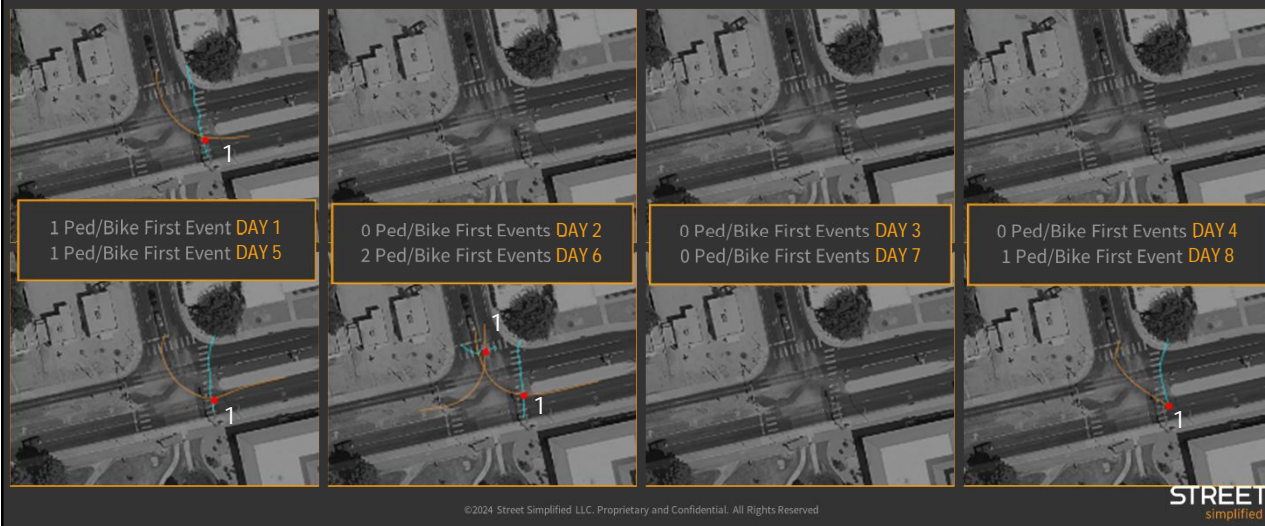 1
1 Ped/Bike First Event DAY 1
1 Ped/Bike First Event DAY 5
0 Ped/Bike First Events DAY 2
2 Ped/Bike First Events DAY 6
0 Ped/Bike First Events DAY 3
0 Ped/Bike First Events DAY 7
0 Ped/Bike First Events DAY 4
1 Ped/Bike First Event DAY 8
1
1
1
1
©2024 Street Simplified LLC. Proprietary and Confidential. All Rights Reserved
STREET
simplified